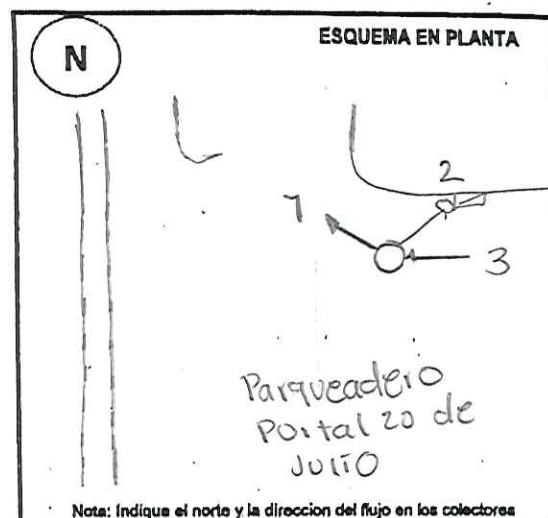 N
ESQUEMA EN PLANTA
2
1
3
Parqueadero
Portal 20 de
Julio
Nota: Indique el norte y la direccion del flujo en los colectores